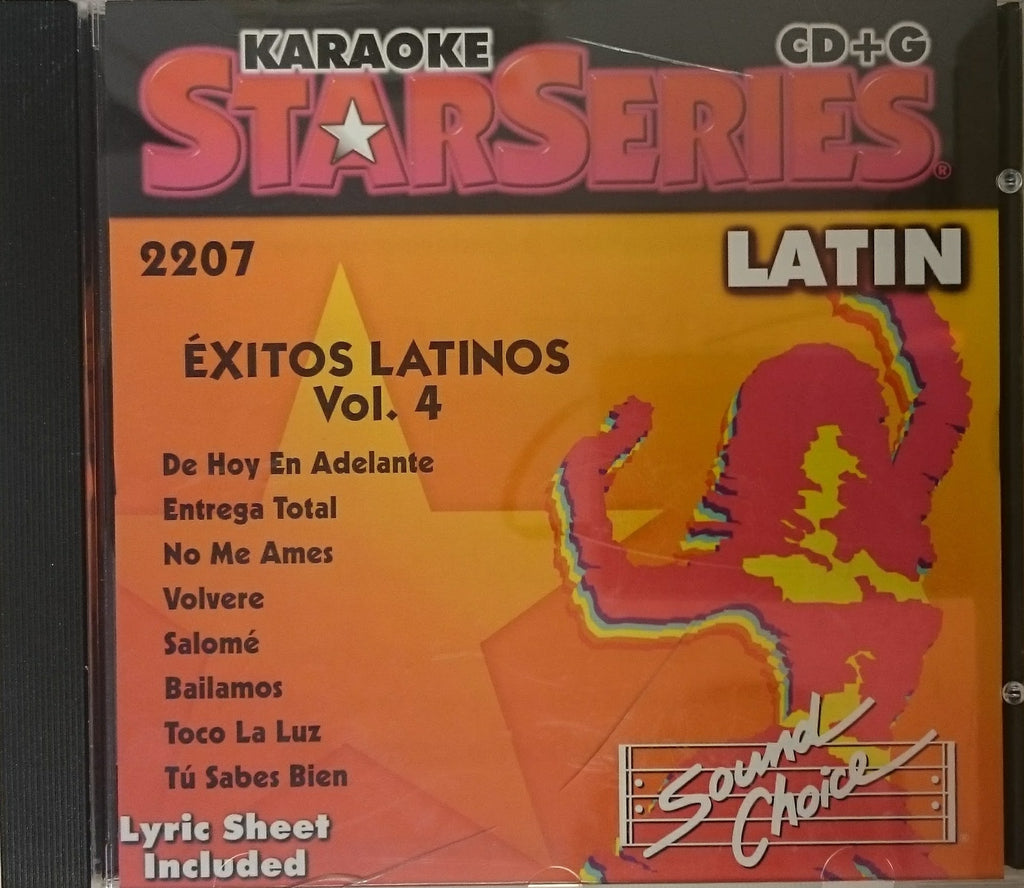 KARAOKE
CD+G
STARSERIES®
2207
LATIN
ÉXITOS LATINOS
Vol. 4
De Hoy En Adelante
Entrega Total
No Me Ames
Volvere
Salomé
Bailamos
Toco La Luz
Tú Sabes Bien
Lyric Sheet
Included
Sound
Choice